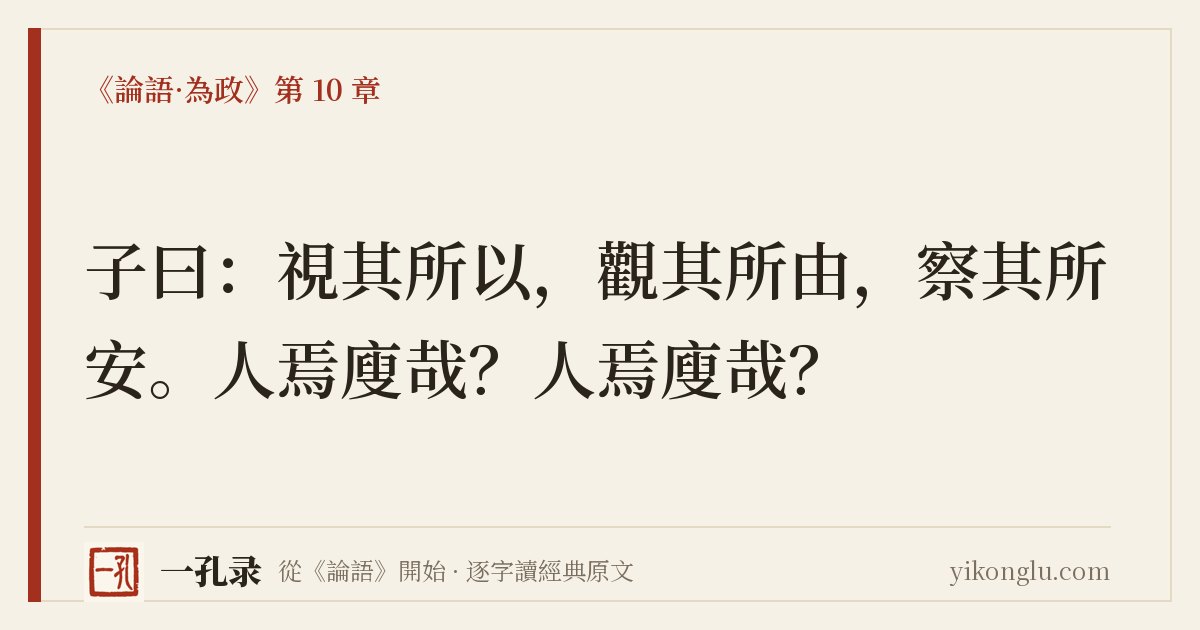 《論語·為政》第 10 章
子曰：視其所以，觀其所由，察其所
安。人焉廋哉？人焉廋哉？
一孔
一孔录 從《論語》開始 · 逐字讀經典原文 yikonglu.com